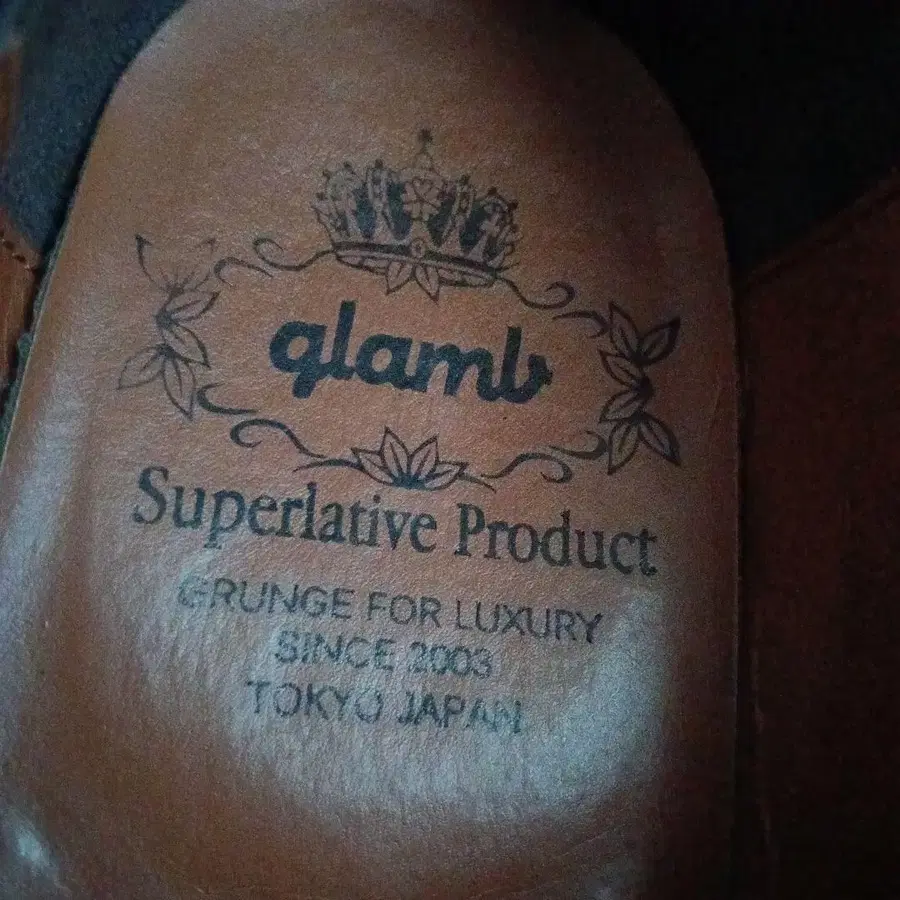 glamb
Superlative Product
GRUNGE FOR LUXURY
SINCE 2003
TOKYO JAPAN